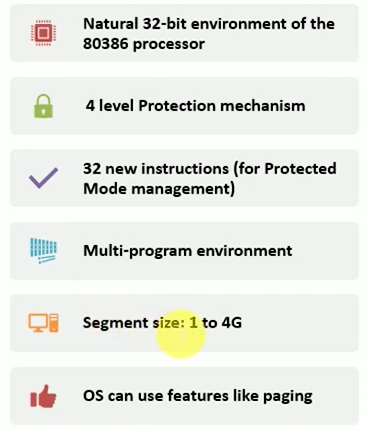 Natural 32-bit environment of the
80386 processor
4 level Protection mechanism
32 new instructions (for Protected
Mode management)
Multi-program environment
Segment size: 1 to 4G
OS can use features like paging